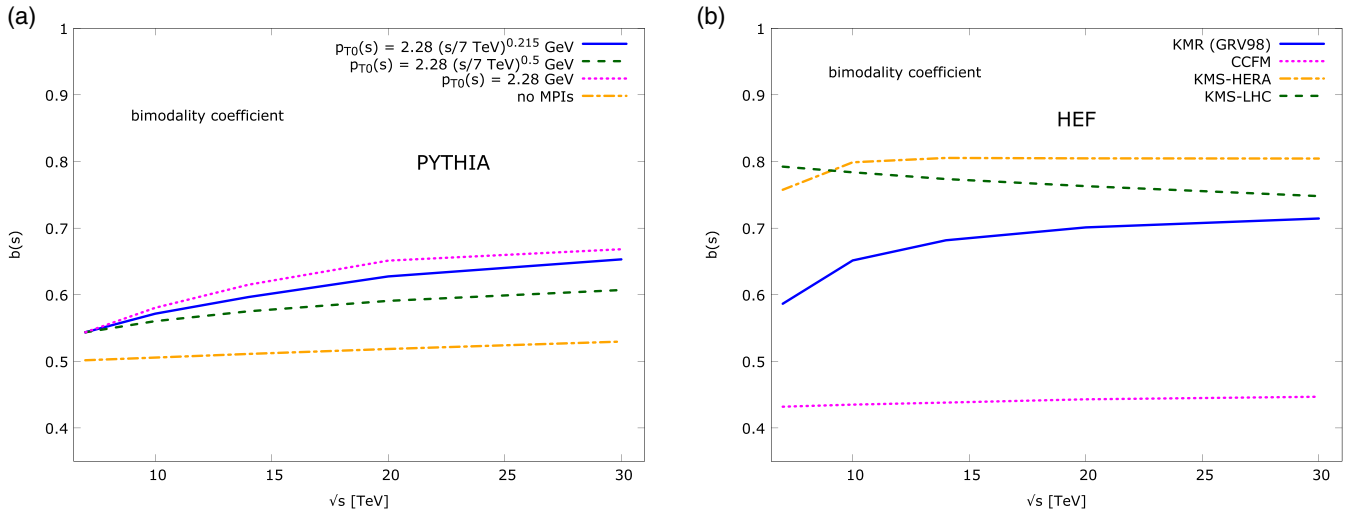 (a)
1
0.9
0.8
0.7
0.6
0.5
0.4
b(s)
p_T0(s) = 2.28 (s/7 TeV)^0.215 GeV
p_T0(s) = 2.28 (s/7 TeV)^0.5 GeV
p_T0(s) = 2.28 GeV
no MPIs
bimodality coefficient
PYTHIA
10 15 20 25 30
√s [TeV]
(b)
1
0.9
0.8
0.7
0.6
0.5
0.4
b(s)
KMR (GRV98)
CCFM
KMS-HERA
KMS-LHC
bimodality coefficient
HEF
10 15 20 25 30
√s [TeV]